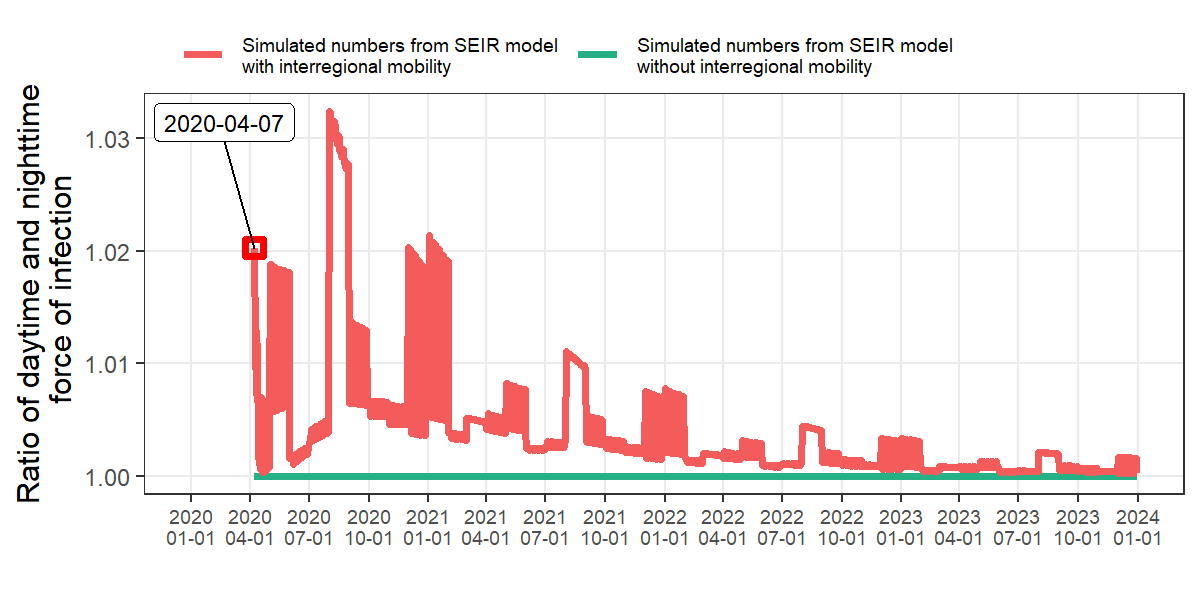 Simulated numbers from SEIR model
with interregional mobility
Simulated numbers from SEIR model
without interregional mobility
2020-04-07
Ratio of daytime and nighttime
force of infection
1.03
1.02
1.01
1.00
2020 2020 2020 2020 2021 2021 2021 2021 2022 2022 2022 2022 2023 2023 2023 2023 2024
01-01 04-01 07-01 10-01 01-01 04-01 07-01 10-01 01-01 04-01 07-01 10-01 01-01 04-01 07-01 10-01 01-01